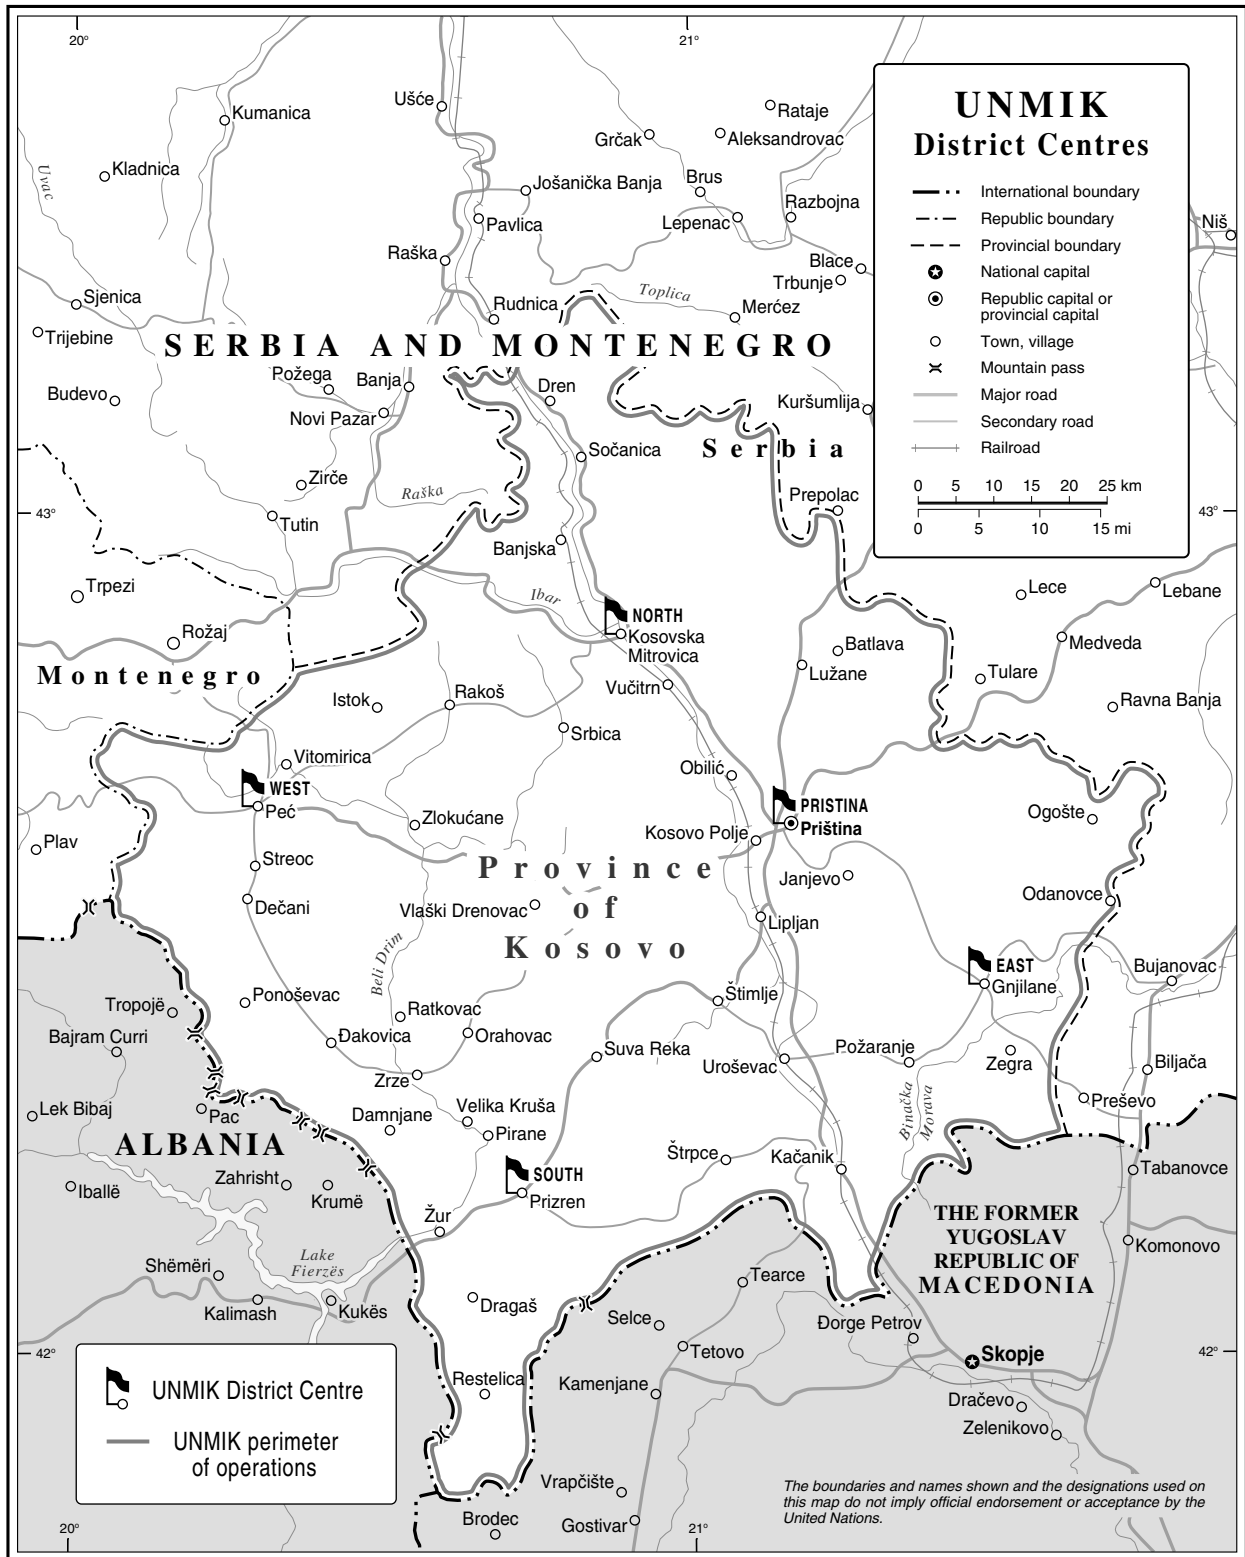 20°
21°
Ušće
Kumanica
Rataje
Grčak
Aleksandrovac
Kladnica
Uvac
Jošanička Banja
Brus
Razbojna
Pavlica
Lepenac
Niš
Raška
Blace
Trbunje
Toplica
Merćez
Sjenica
Rudnica
Trijebine
SERBIA AND MONTENEGRO
Požega
Banja
Dren
Budevo
Novi Pazar
Kuršumlija
Sočanica
Serbia
Zirče
Raška
Prepolac
43°
43°
Tutin
Banjska
Trpezi
Ibar
Lece
Lebane
NORTH
Kosovska
Mitrovica
Rožaj
Batlava
Medveda
Montenegro
Lužane
Tulare
Vučitrn
Istok
Rakoš
Ravna Banja
Srbica
Vitomirica
Obilić
WEST
Peć
PRISTINA
Priština
Zlokućane
Ogošte
Kosovo Polje
Plav
Streoc
Janjevo
Province
of
Kosovo
Dečani
Vlaški Drenovac
Odanovce
Lipljan
Beli Drim
EAST
Gnjilane
Bujanovac
Ponoševac
Štimlje
Tropojë
Ratkovac
Bajram Curri
Đakovica
Orahovac
Suva Reka
Uroševac
Požaranje
Zegra
Biljača
Zrze
Lek Bibaj
Pac
Damnjane
Velika Kruša
Binačka
Morava
Preševo
ALBANIA
Pirane
Štrpce
Kačanik
Tabanovce
Iballë
Zahrisht
Krumë
SOUTH
Prizren
Žur
THE FORMER
YUGOSLAV
REPUBLIC OF
MACEDONIA
Komonovo
Lake
Fierzës
Shëmëri
Tearce
Kalimash
Kukës
Dragaš
Selce
Đorge Petrov
42°
42°
Tetovo
Skopje
Restelica
Kamenjane
Dračevo
Zelenikovo
Vrapčište
Brodec
Gostivar
20°
21°
UNMIK
District Centres
International boundary
Republic boundary
Provincial boundary
National capital
Republic capital or
provincial capital
Town, village
Mountain pass
Major road
Secondary road
Railroad
0 5 10 15 20 25 km
0 5 10 15 mi
UNMIK District Centre
UNMIK perimeter
of operations
The boundaries and names shown and the designations used on
this map do not imply official endorsement or acceptance by the
United Nations.